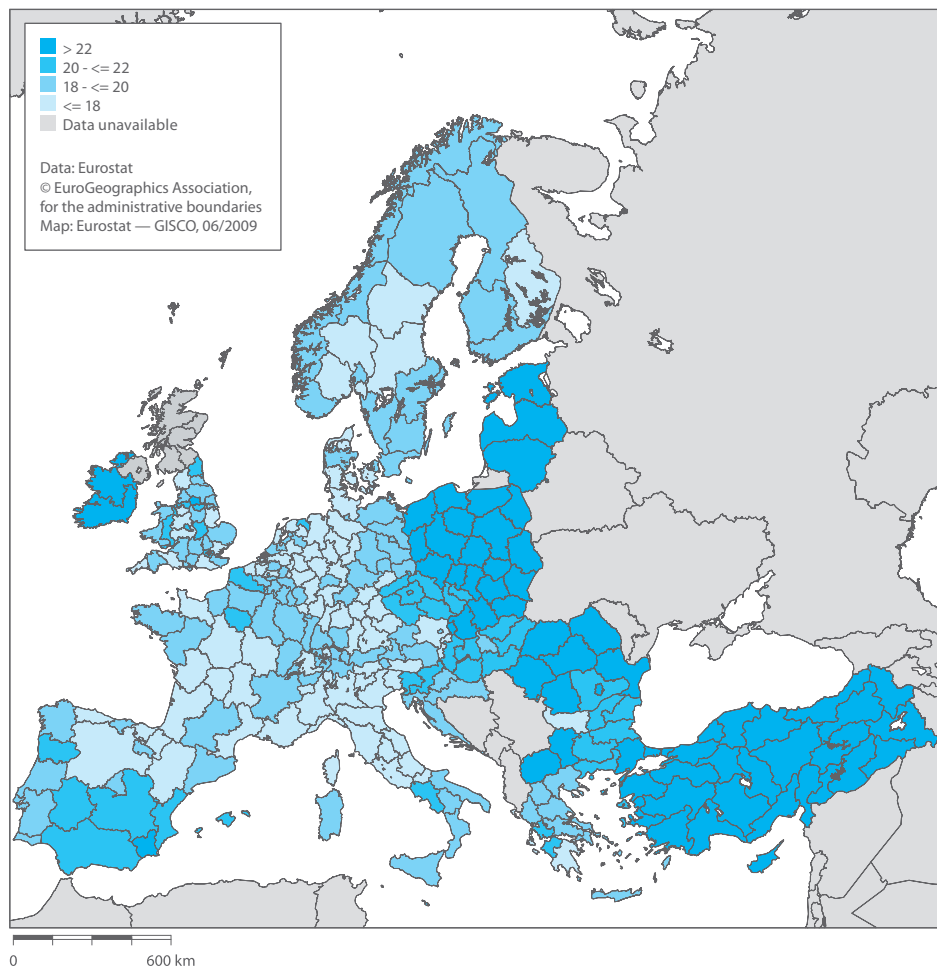 > 22
20 - <= 22
18 - <= 20
<= 18
Data unavailable
Data: Eurostat
© EuroGeographics Association,
for the administrative boundaries
Map: Eurostat — GISCO, 06/2009
0 600 km